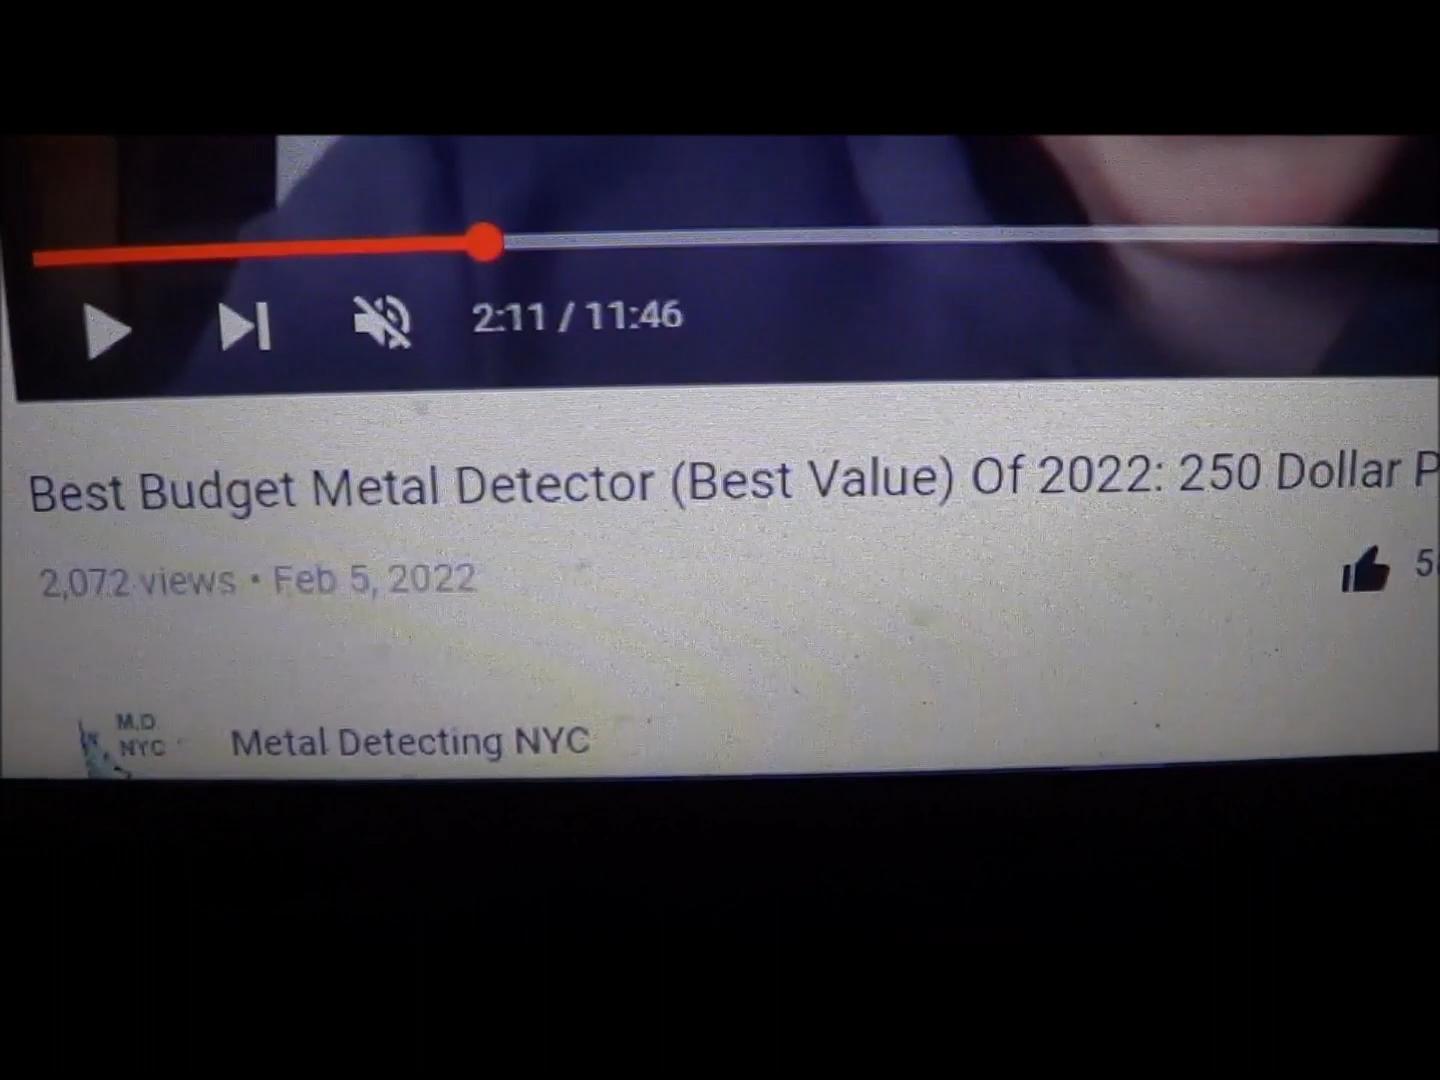 2:11 / 11:46
Best Budget Metal Detector (Best Value) Of 2022: 250 Dollar P
2,072 views • Feb 5, 2022
5
M.D.
NYC
Metal Detecting NYC